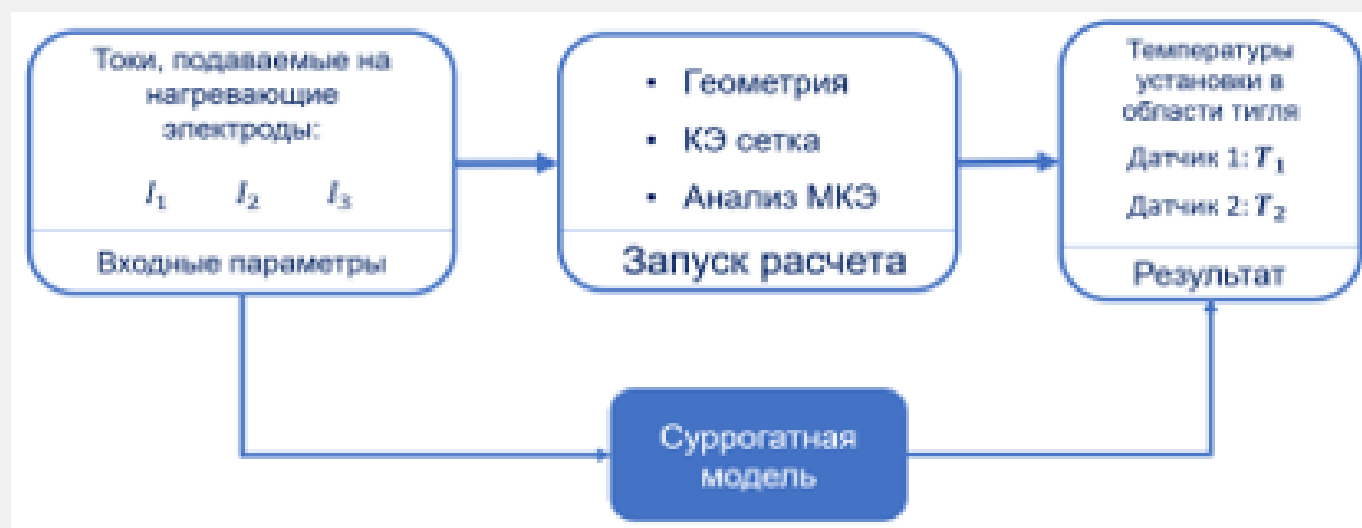 Токи, подаваемые на
нагревающие
электроды:
I₁ I₂ I₃
Входные параметры
• Геометрия
• КЭ сетка
• Анализ МКЭ
Запуск расчета
Температуры
установки в
области тигля
Датчик 1: T₁
Датчик 2: T₂
Результат
Суррогатная
модель